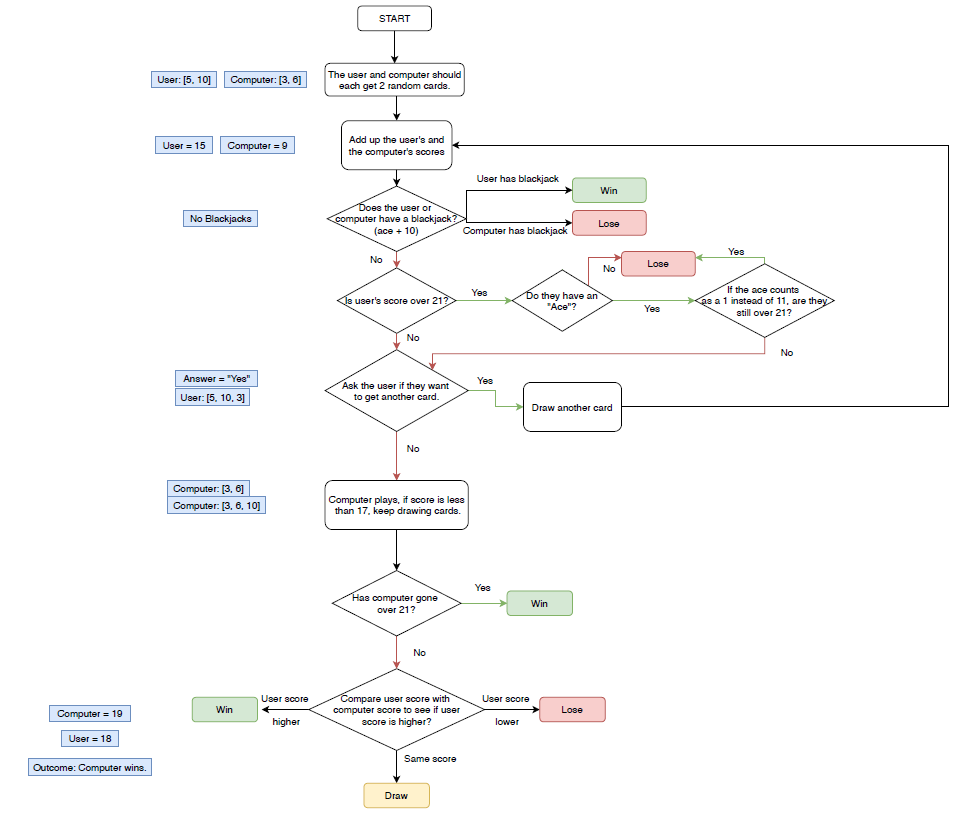 START
The user and computer should
each get 2 random cards.
User: [5, 10]
Computer: [3, 6]
Add up the user's and
the computer's scores
User = 15
Computer = 9
User has blackjack
Win
Does the user or
computer have a blackjack?
(ace + 10)
No Blackjacks
Lose
Computer has blackjack
No
Yes
Lose
No
Is user's score over 21?
Yes
Do they have an
"Ace"?
Yes
If the ace counts
as a 1 instead of 11, are they
still over 21?
No
No
Answer = "Yes"
User: [5, 10, 3]
Ask the user if they want
to get another card.
Yes
Draw another card
No
Computer: [3, 6]
Computer: [3, 6, 10]
Computer plays, if score is less
than 17, keep drawing cards.
Has computer gone
over 21?
Yes
Win
No
Compare user score with
computer score to see if user
score is higher?
User score
higher
Win
User score
lower
Lose
Computer = 19
User = 18
Outcome: Computer wins.
Same score
Draw